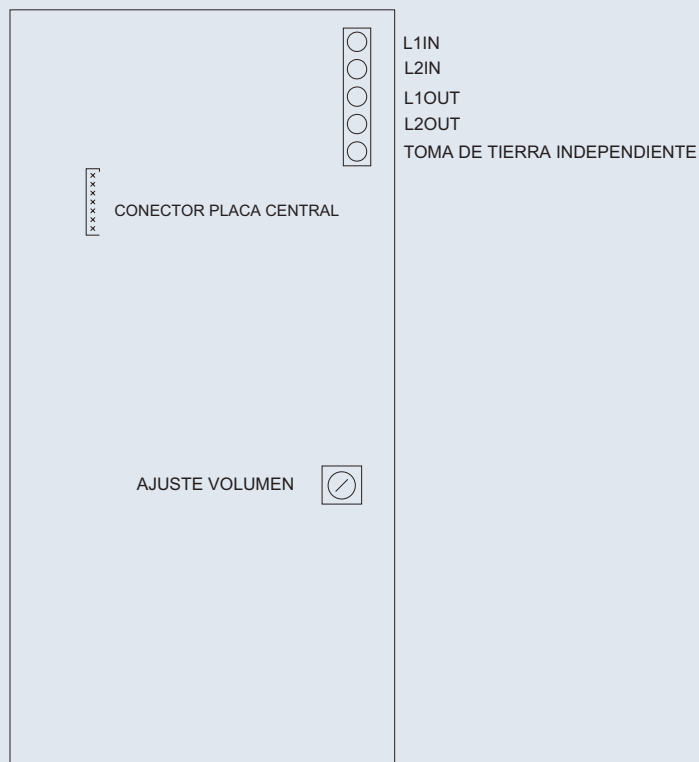 L1IN
L2IN
L1OUT
L2OUT
TOMA DE TIERRA INDEPENDIENTE
CONECTOR PLACA CENTRAL
AJUSTE VOLUMEN